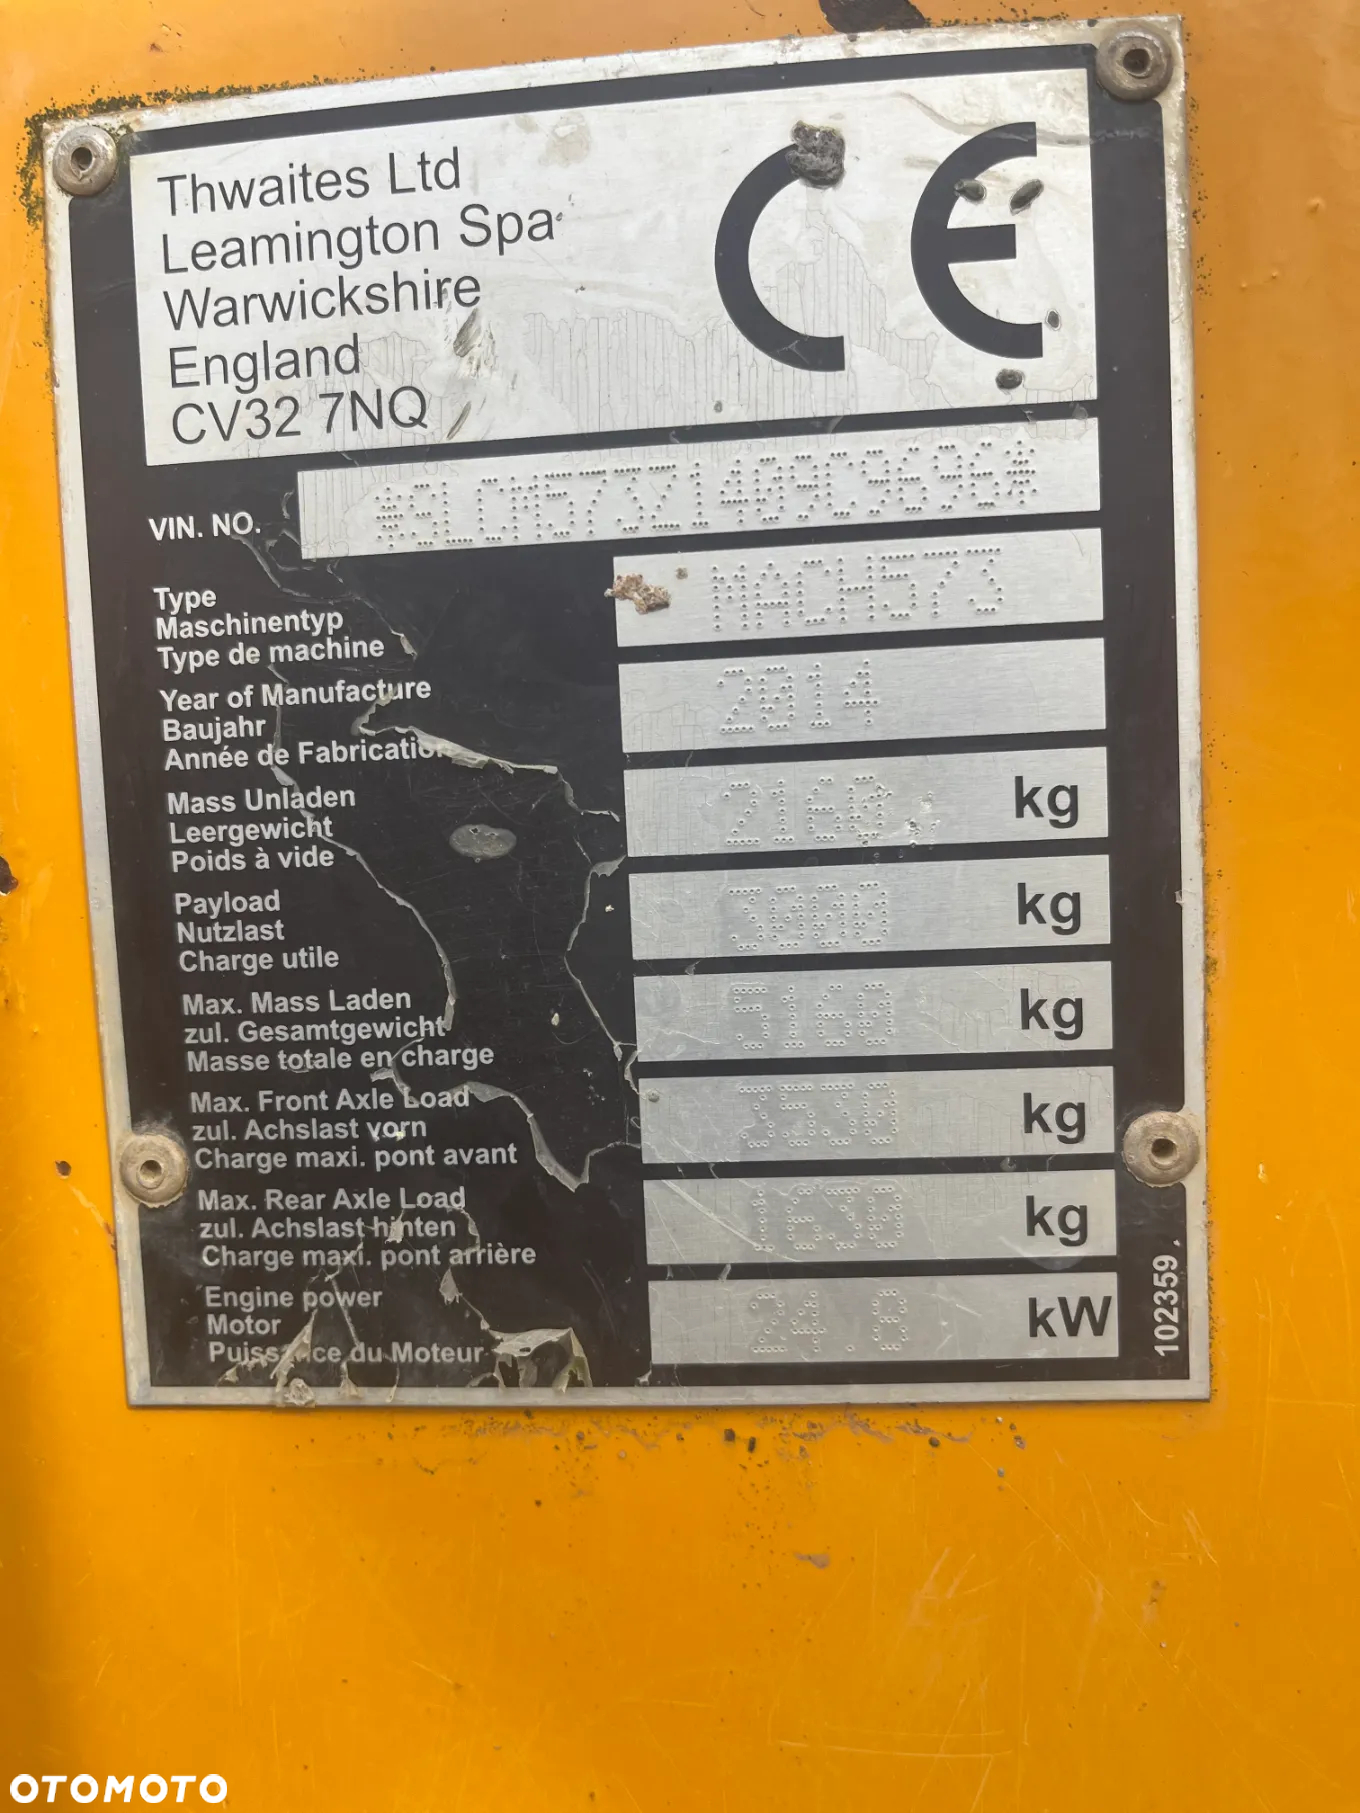 Thwaites Ltd
Leamington Spa
Warwickshire
England
CV32 7NQ
CE
VIN. NO. *SLCM573Z1409C9696*
Type MACH573
Maschinentyp
Type de machine
Year of Manufacture 2014
Baujahr
Année de Fabrication
Mass Unladen 2160 kg
Leergewicht
Poids à vide
Payload 3000 kg
Nutzlast
Charge utile
Max. Mass Laden 5160 kg
zul. Gesamtgewicht
Masse totale en charge
Max. Front Axle Load 3530 kg
zul. Achslast vorn
Charge maxi. pont avant
Max. Rear Axle Load 1630 kg
zul. Achslast hinten
Charge maxi. pont arrière
Engine power 24.8 kW
Motor
Puissance du Moteur
102359
OTOMOTO